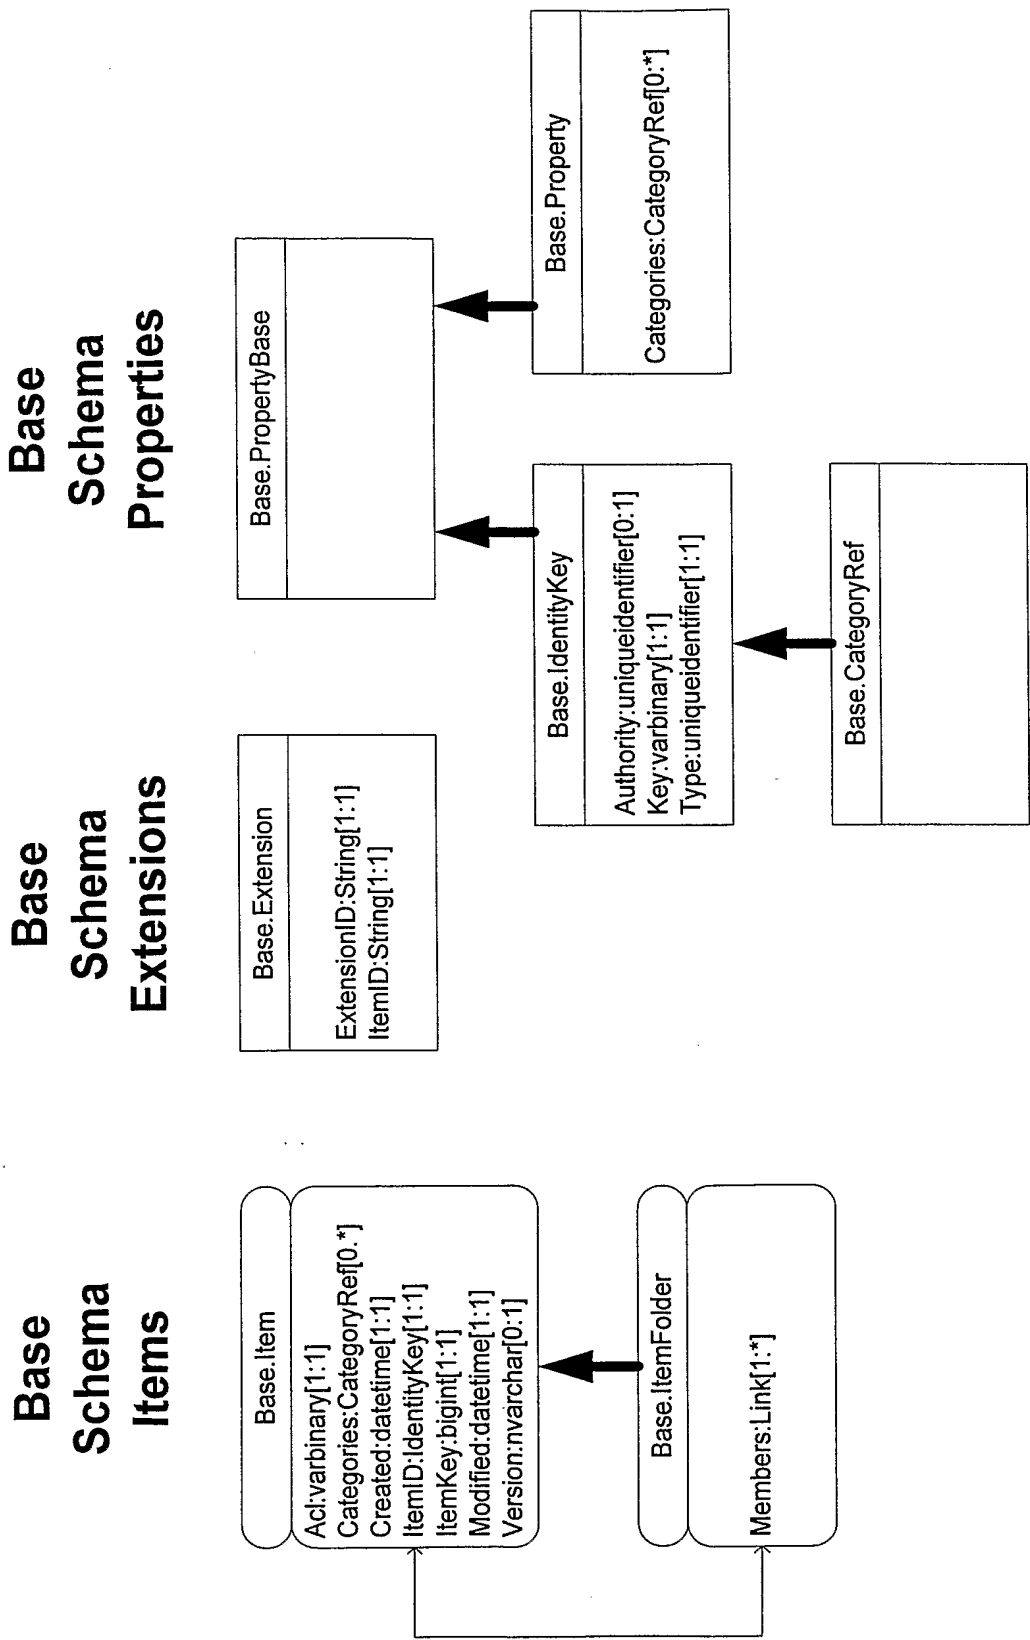 Base
Schema
Items
Base.Item
Acl:varbinary[1:1]
Categories:CategoryRef[0.*]
Created:datetime[1:1]
ItemID:IdentityKey[1:1]
ItemKey:bigint[1:1]
Modified:datetime[1:1]
Version:nvarchar[0:1]
Base.ItemFolder
Members:Link[1:*]
Base
Schema
Extensions
Base.Extension
ExtensionID:String[1:1]
ItemID:String[1:1]
Base
Schema
Properties
Base.PropertyBase
Base.IdentityKey
Authority:uniqueidentifier[0:1]
Key:varbinary[1:1]
Type:uniqueidentifier[1:1]
Base.Property
Categories:CategoryRef[0:*]
Base.CategoryRef